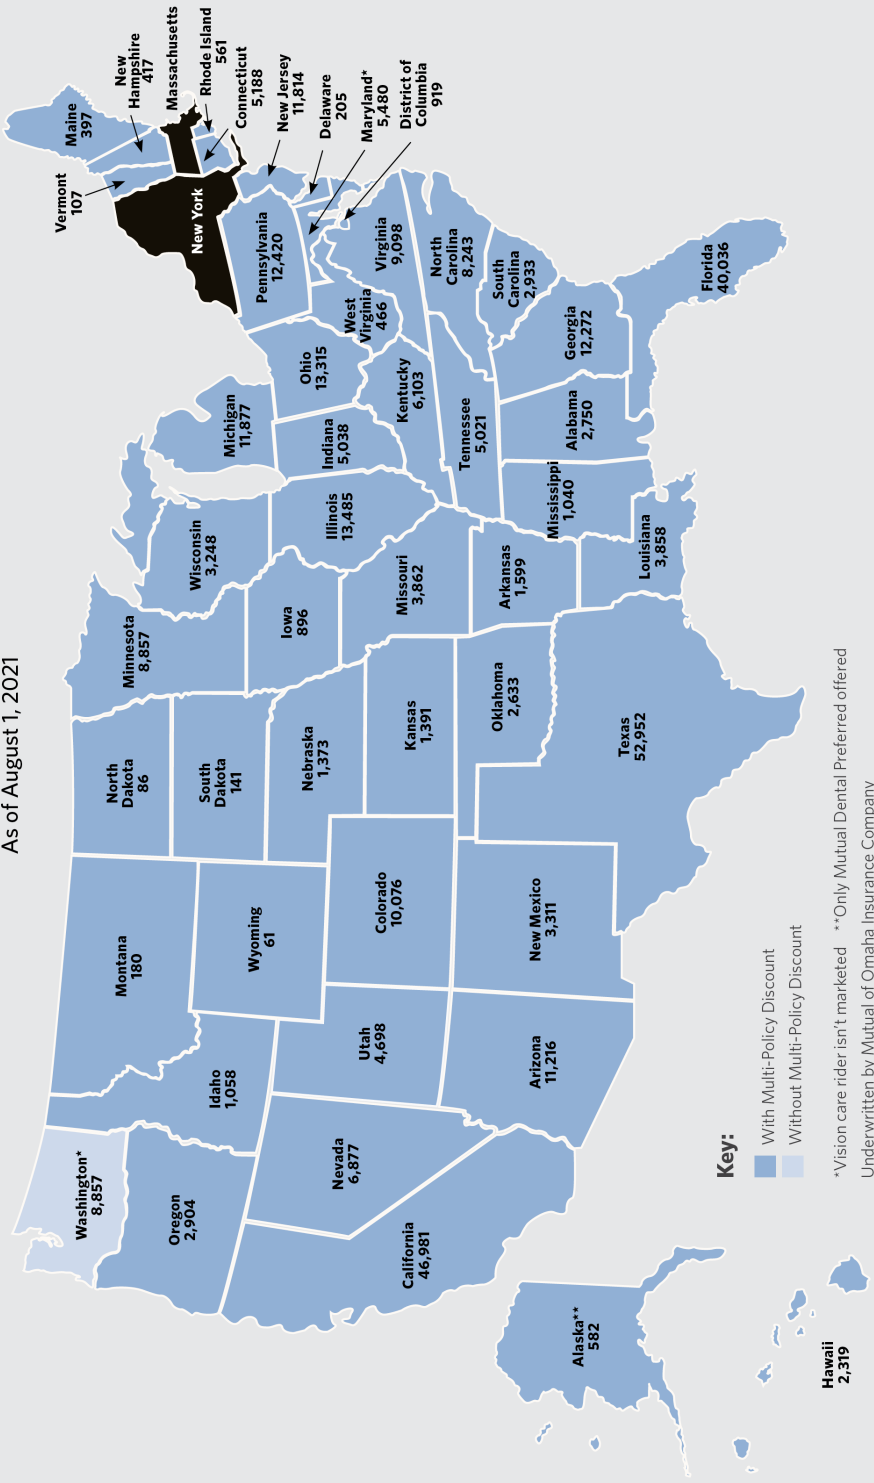 As of August 1, 2021
Washington*
8,857
Oregon
2,904
California
46,981
Nevada
6,877
Idaho
1,058
Montana
180
Wyoming
61
Utah
4,698
Arizona
11,216
Colorado
10,076
New Mexico
3,311
North
Dakota
86
South
Dakota
141
Nebraska
1,373
Kansas
1,391
Oklahoma
2,633
Texas
52,952
Minnesota
8,857
Iowa
896
Missouri
3,862
Arkansas
1,599
Louisiana
3,858
Wisconsin
3,248
Illinois
13,485
Michigan
11,877
Indiana
5,038
Ohio
13,315
Kentucky
6,103
Tennessee
5,021
Mississippi
1,040
Alabama
2,750
Georgia
12,272
Florida
40,036
South
Carolina
2,933
North
Carolina
8,243
Virginia
9,098
West
Virginia
466
Pennsylvania
12,420
New York
Vermont
107
Maine
397
New
Hampshire
417
Massachusetts
Rhode Island
561
Connecticut
5,188
New Jersey
11,814
Delaware
205
Maryland*
5,480
District of
Columbia
919
Alaska**
582
Hawaii
2,319
Key:
With Multi-Policy Discount
Without Multi-Policy Discount
*Vision care rider isn't marketed **Only Mutual Dental Preferred offered
Underwritten by Mutual of Omaha Insurance Company